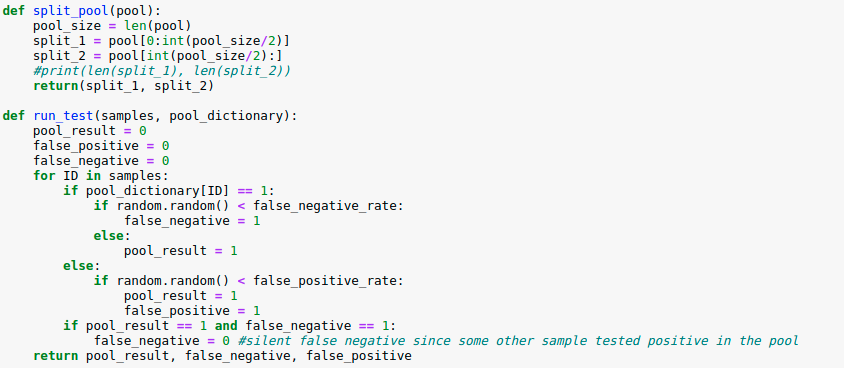 def split_pool(pool):
    pool_size = len(pool)
    split_1 = pool[0:int(pool_size/2)]
    split_2 = pool[int(pool_size/2):]
    #print(len(split_1), len(split_2))
    return(split_1, split_2)

def run_test(samples, pool_dictionary):
    pool_result = 0
    false_positive = 0
    false_negative = 0
    for ID in samples:
        if pool_dictionary[ID] == 1:
            if random.random() < false_negative_rate:
                false_negative = 1
            else:
                pool_result = 1
        else:
            if random.random() < false_positive_rate:
                pool_result = 1
                false_positive = 1
        if pool_result == 1 and false_negative == 1:
            false_negative = 0 #silent false negative since some other sample tested positive in the pool
    return pool_result, false_negative, false_positive